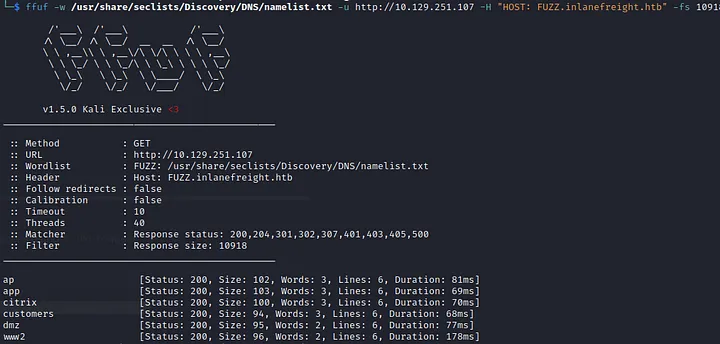 └─$ ffuf -w /usr/share/seclists/Discovery/DNS/namelist.txt -u http://10.129.251.107 -H "HOST: FUZZ.inlanefreight.htb" -fs 10918
v1.5.0 Kali Exclusive <3
:: Method : GET
:: URL : http://10.129.251.107
:: Wordlist : FUZZ: /usr/share/seclists/Discovery/DNS/namelist.txt
:: Header : Host: FUZZ.inlanefreight.htb
:: Follow redirects : false
:: Calibration : false
:: Timeout : 10
:: Threads : 40
:: Matcher : Response status: 200,204,301,302,307,401,403,405,500
:: Filter : Response size: 10918
ap [Status: 200, Size: 102, Words: 3, Lines: 6, Duration: 81ms]
app [Status: 200, Size: 103, Words: 3, Lines: 6, Duration: 69ms]
citrix [Status: 200, Size: 100, Words: 3, Lines: 6, Duration: 70ms]
customers [Status: 200, Size: 94, Words: 3, Lines: 6, Duration: 68ms]
dmz [Status: 200, Size: 95, Words: 2, Lines: 6, Duration: 77ms]
www2 [Status: 200, Size: 96, Words: 2, Lines: 6, Duration: 178ms]